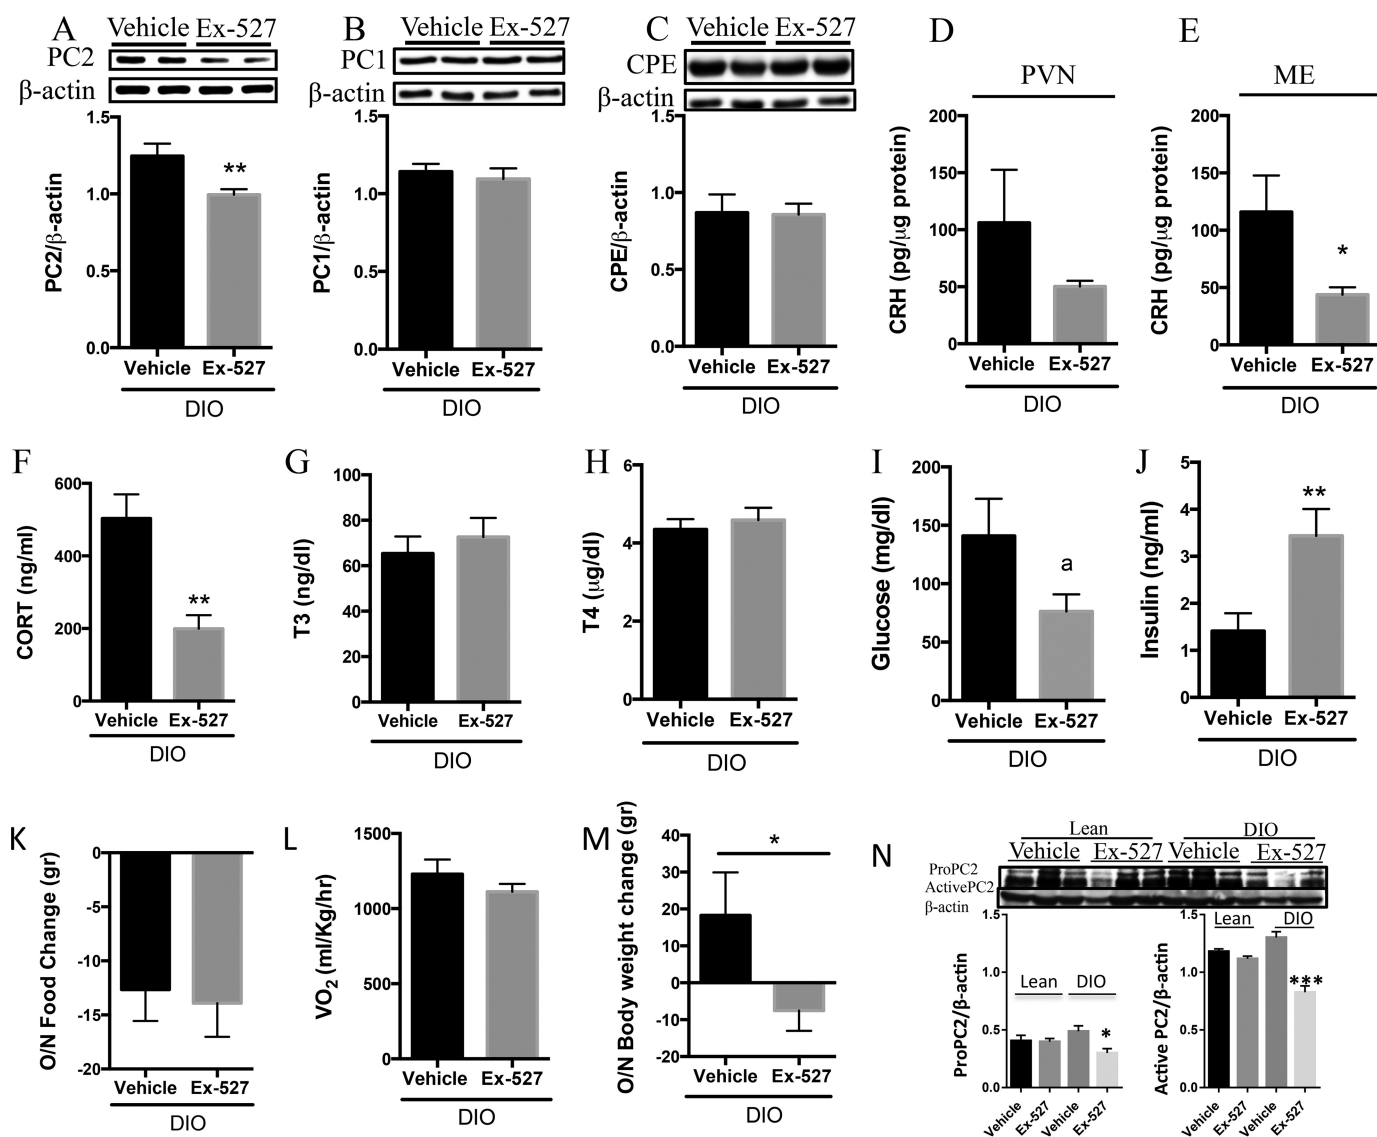 A
Vehicle Ex-527
PC2
β-actin
1.5
1.0
0.5
0.0
PC2/β-actin
**
Vehicle Ex-527
DIO
B
Vehicle Ex-527
PC1
β-actin
1.5
1.0
0.5
0.0
PC1/β-actin
Vehicle Ex-527
DIO
C
Vehicle Ex-527
CPE
β-actin
1.5
1.0
0.5
0.0
CPE/β-actin
Vehicle Ex-527
DIO
D
PVN
200
150
100
50
0
CRH (pg/μg protein)
Vehicle Ex-527
DIO
E
ME
200
150
100
50
0
CRH (pg/μg protein)
*
Vehicle Ex-527
DIO
F
600
400
200
0
CORT (ng/ml)
**
Vehicle Ex-527
DIO
G
100
80
60
40
20
0
T3 (ng/dl)
Vehicle Ex-527
DIO
H
6
4
2
0
T4 (μg/dl)
Vehicle Ex-527
DIO
I
200
150
100
50
0
Glucose (mg/dl)
a
Vehicle Ex-527
DIO
J
5
4
3
2
1
0
Insulin (ng/ml)
**
Vehicle Ex-527
DIO
K
0
-5
-10
-15
-20
O/N Food Change (gr)
Vehicle Ex-527
DIO
L
1500
1000
500
0
VO2 (ml/Kg/hr)
Vehicle Ex-527
DIO
M
40
30
20
10
0
-10
-20
O/N Body weight change (gr)
*
Vehicle Ex-527
DIO
N
Lean DIO
Vehicle Ex-527 Vehicle Ex-527
ProPC2
ActivePC2
β-actin
1.5
1.0
0.5
0.0
ProPC2/β-actin
Lean DIO
*
Vehicle Ex-527 Vehicle Ex-527
1.5
1.0
0.5
0.0
Active PC2/β-actin
Lean DIO
***
Vehicle Ex-527 Vehicle Ex-527